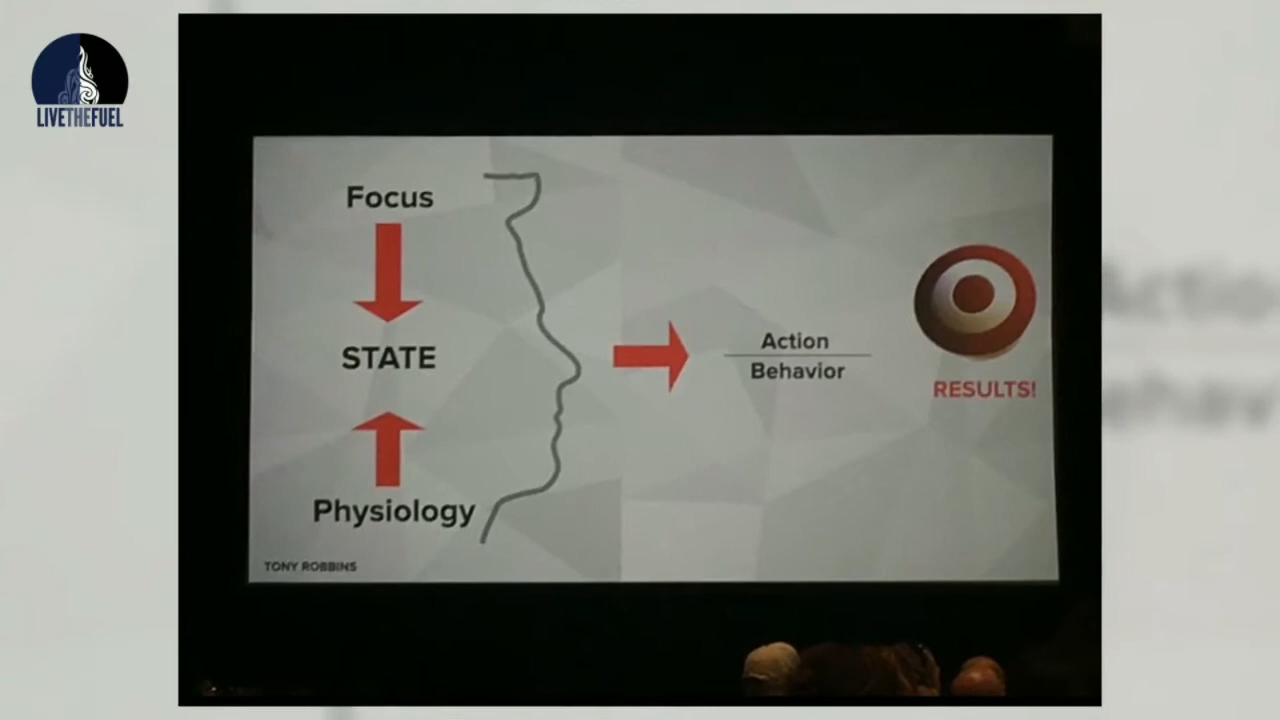 LIVETHEFUEL
Focus
STATE
Physiology
Action
Behavior
RESULTS!
TONY ROBBINS